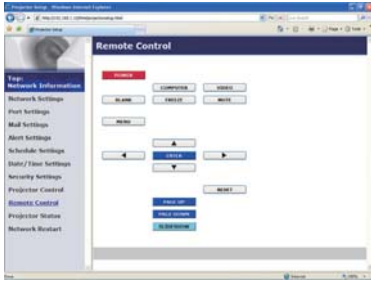 Projector Setup - Windows Internet Explorer
Remote Control
Top:
Network Information
Network Settings
Port Settings
Mail Settings
Alert Settings
Schedule Settings
Date/Time Settings
Security Settings
Projector Control
Remote Control
Projector Status
Network Restart
POWER
COMPUTER VIDEO
BLANK FREEZE MUTE
MENU
▲
◄ ENTER ►
▼
RESET
PAGE UP
PAGE DOWN
SLIDESHOW
Internet